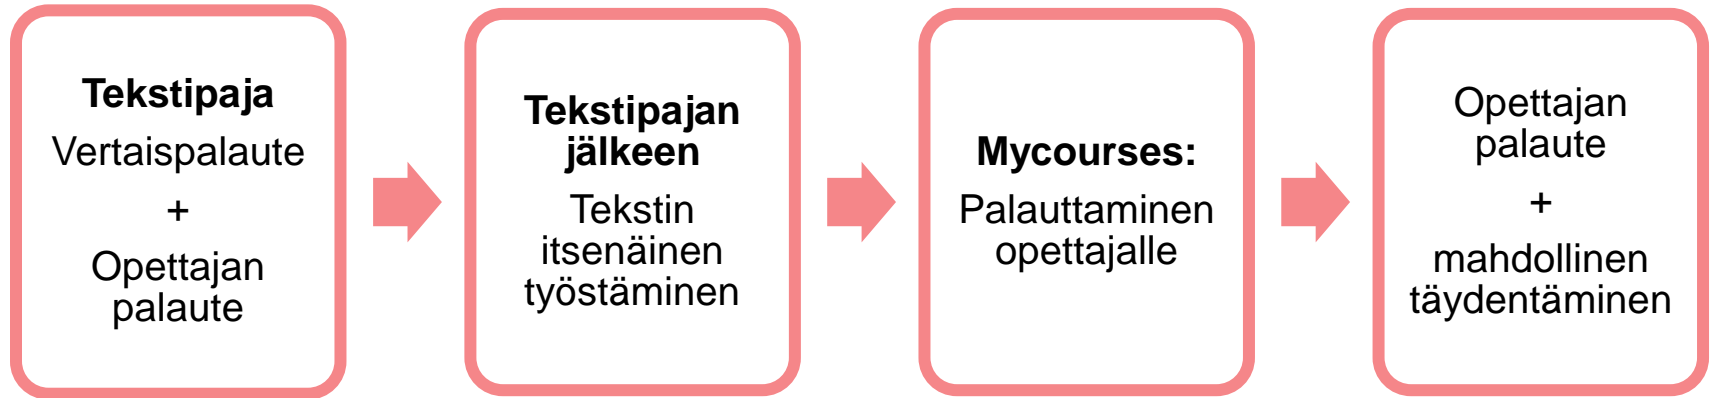 Tekstipaja
Vertaispalaute
+
Opettajan
palaute
Tekstipajan
jälkeen
Tekstin
itsenäinen
työstäminen
Mycourses:
Palauttaminen
opettajalle
Opettajan
palaute
+
mahdollinen
täydentäminen